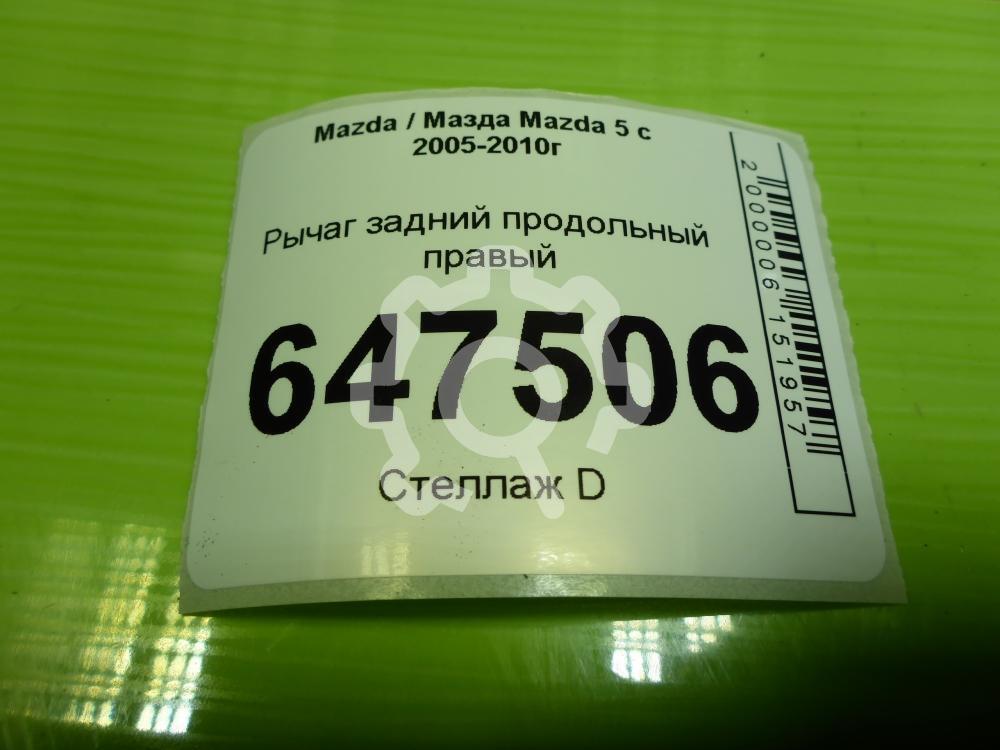 Mazda / Мазда Mazda 5 с
2005-2010г
Рычаг задний продольный
правый
647506
Стеллаж D
2000006151957